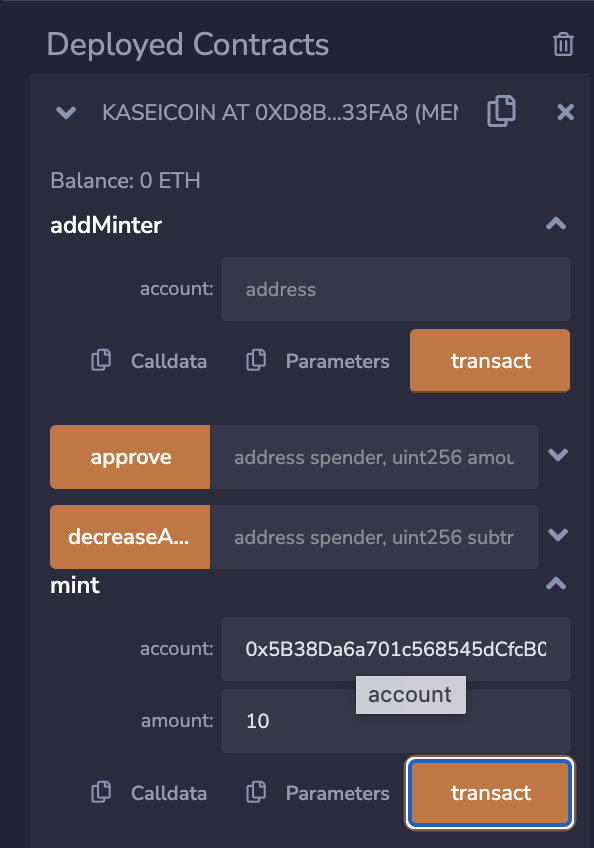 Deployed Contracts
KASEICOIN AT 0XD8B...33FA8 (MEM
Balance: 0 ETH
addMinter
account: address
Calldata Parameters transact
approve address spender, uint256 amou
decreaseA... address spender, uint256 subtr
mint
account: 0x5B38Da6a701c568545dCfcB0
account
amount: 10
Calldata Parameters transact